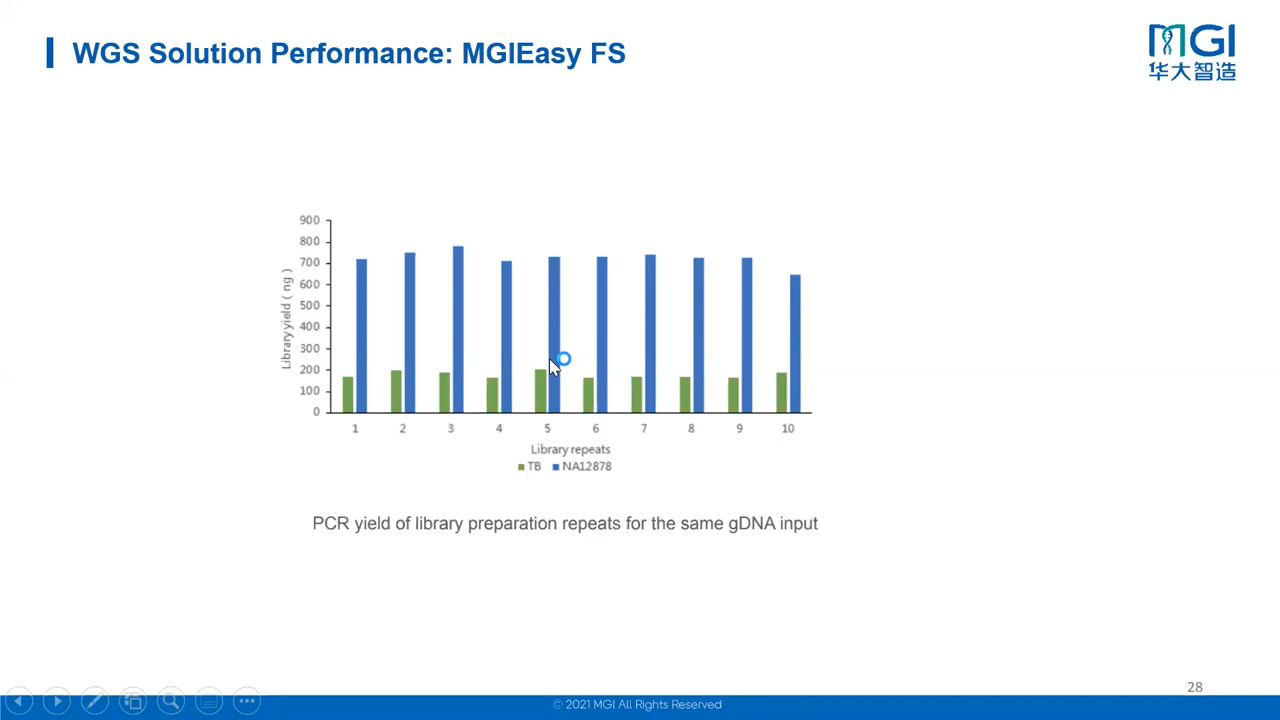 WGS Solution Performance: MGIEasy FS
MGI
华大智造
900
800
700
600
500
400
300
200
100
0
Library yield ( ng )
1 2 3 4 5 6 7 8 9 10
Library repeats
TB NA12878
PCR yield of library preparation repeats for the same gDNA input
28
© 2021 MGI All Rights Reserved